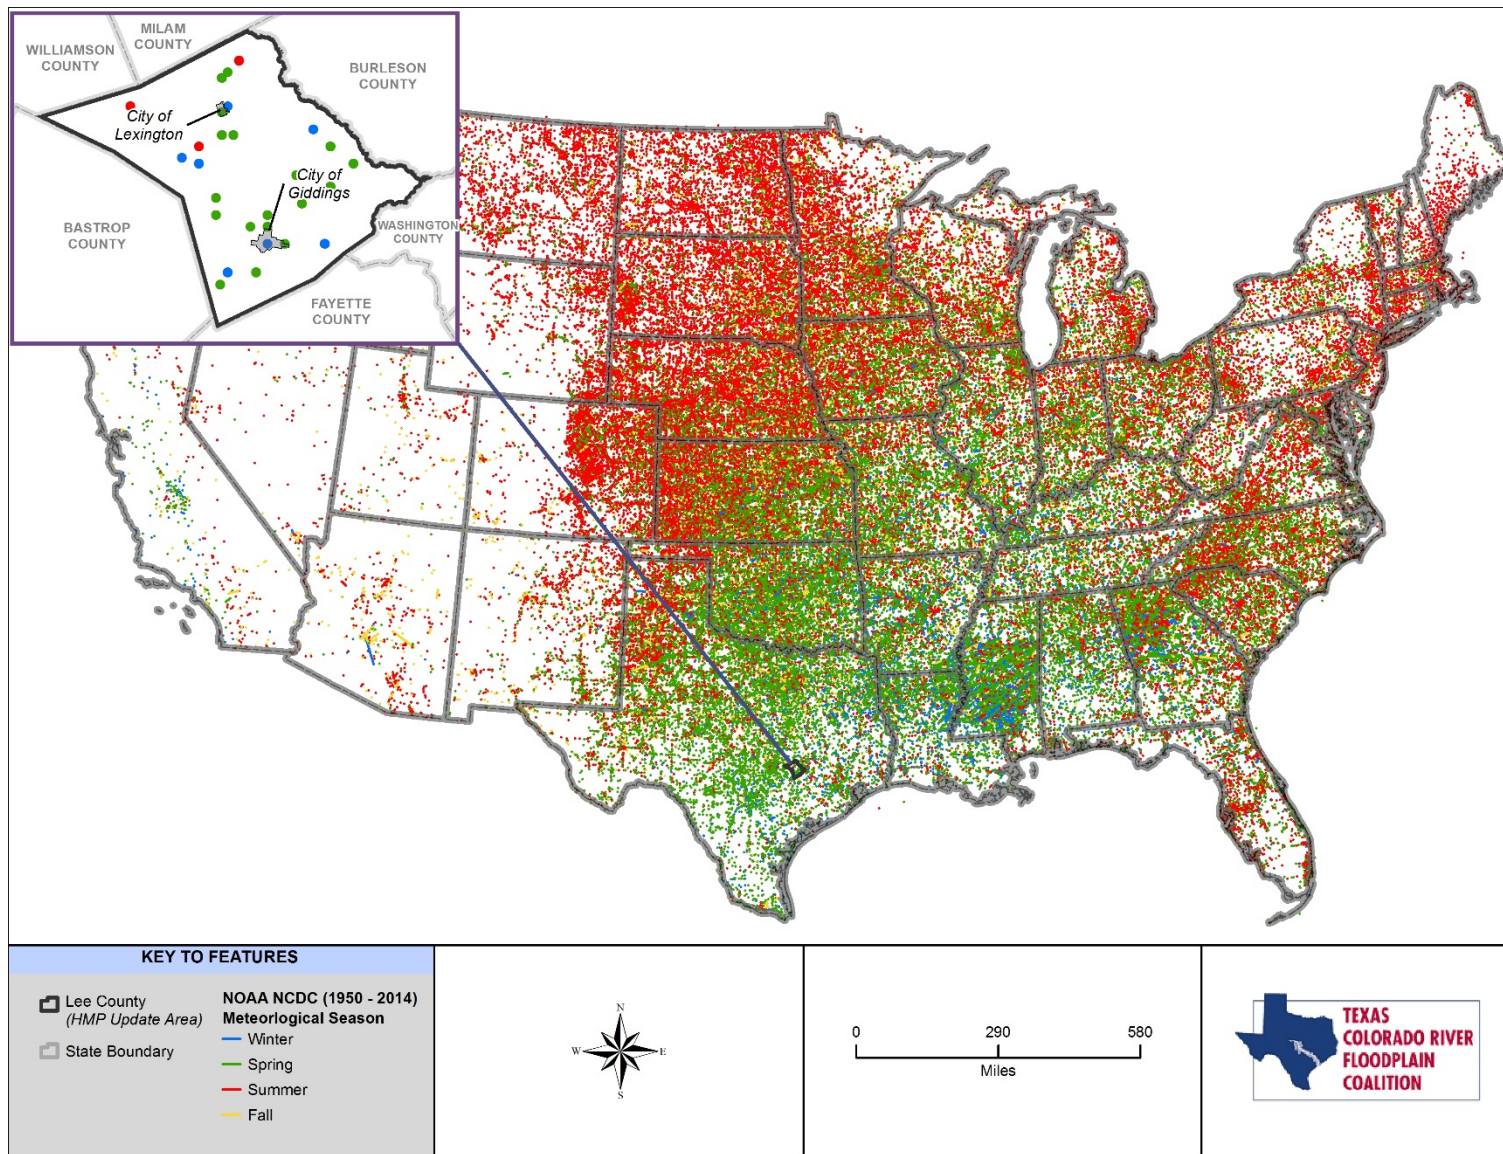 MILAM
COUNTY
WILLIAMSON
COUNTY
BURLESON
COUNTY
City of
Lexington
City of
Giddings
BASTROP
COUNTY
WASHINGTON
COUNTY
FAYETTE
COUNTY
KEY TO FEATURES
Lee County
(HMP Update Area)
State Boundary
NOAA NCDC (1950 - 2014)
Meteorlogical Season
Winter
Spring
Summer
Fall
N
W E
S
0 290 580
Miles
TEXAS
COLORADO RIVER
FLOODPLAIN
COALITION